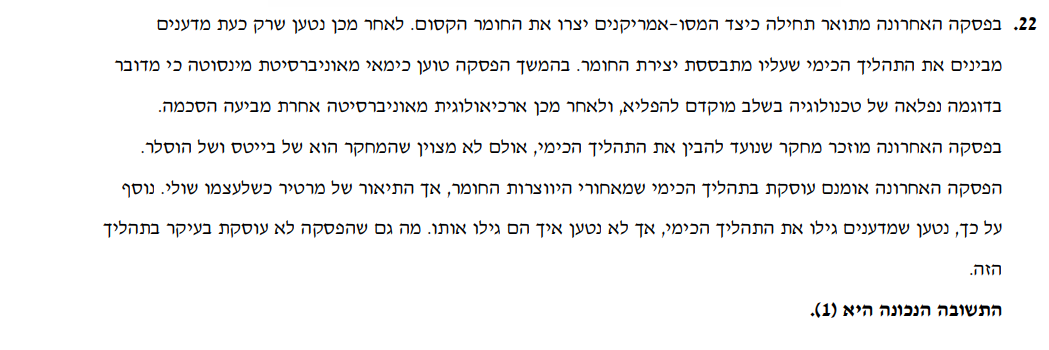 22. בפסקה האחרונה מתואר תחילה כיצד המסו-אמריקנים יצרו את החומר הקסום. לאחר מכן נטען שרק כעת מדענים
מבינים את התהליך הכימי שעליו מתבססת יצירת החומר. בהמשך הפסקה טוען כימאי מאוניברסיטת מינסוטה כי מדובר
בדוגמה נפלאה של טכנולוגיה בשלב מוקדם להפליא, ולאחר מכן ארכיאולוגית מאוניברסיטה אחרת מביעה הסכמה.
בפסקה האחרונה מוזכר מחקר שנועד להבין את התהליך הכימי, אולם לא מצוין שהמחקר הוא של בייטס ושל הוסלר.
הפסקה האחרונה אומנם עוסקת בתהליך הכימי שמאחורי היווצרות החומר, אך התיאור של מרטיר כשלעצמו שולי. נוסף
על כך, נטען שמדענים גילו את התהליך הכימי, אך לא נטען איך הם גילו אותו. מה גם שהפסקה לא עוסקת בעיקר בתהליך
הזה.
התשובה הנכונה היא (1).